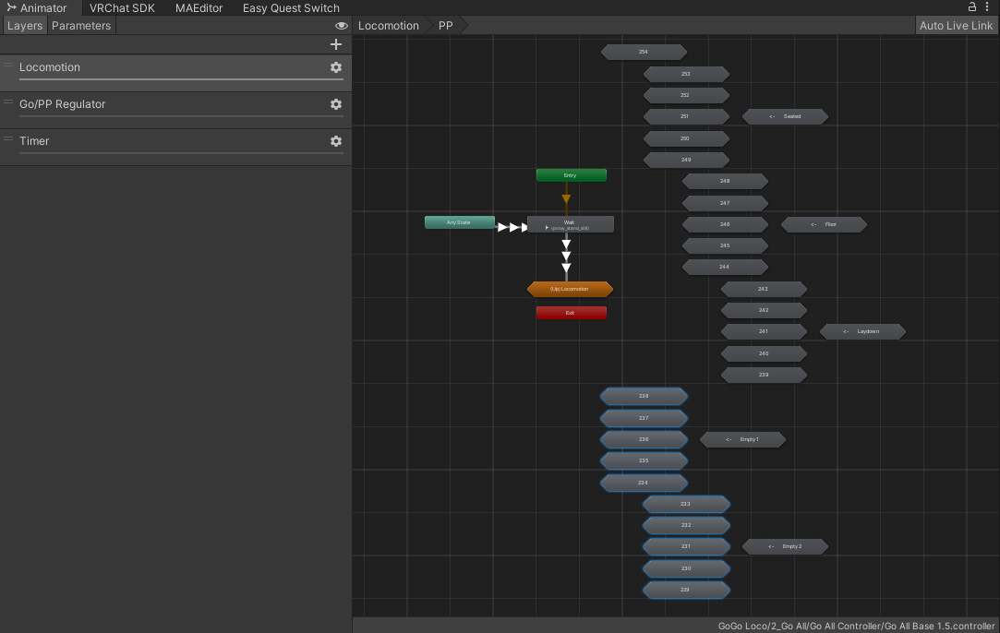 Animator VRChat SDK MAEditor Easy Quest Switch
Layers Parameters
Locomotion PP Auto Live Link
Locomotion
Go/PP Regulator
Timer
254
253
252
251
<- Seated
250
249
Entry
248
247
Any State
Wait
(proxy_stand_still)
246
<- Floor
245
244
(Up) Locomotion
243
Exit
242
241
<- Laydown
240
239
238
237
236
<- Empty 1
235
234
233
232
231
<- Empty 2
230
229
GoGo Loco/2_Go All/Go All Controller/Go All Base 1.5.controller